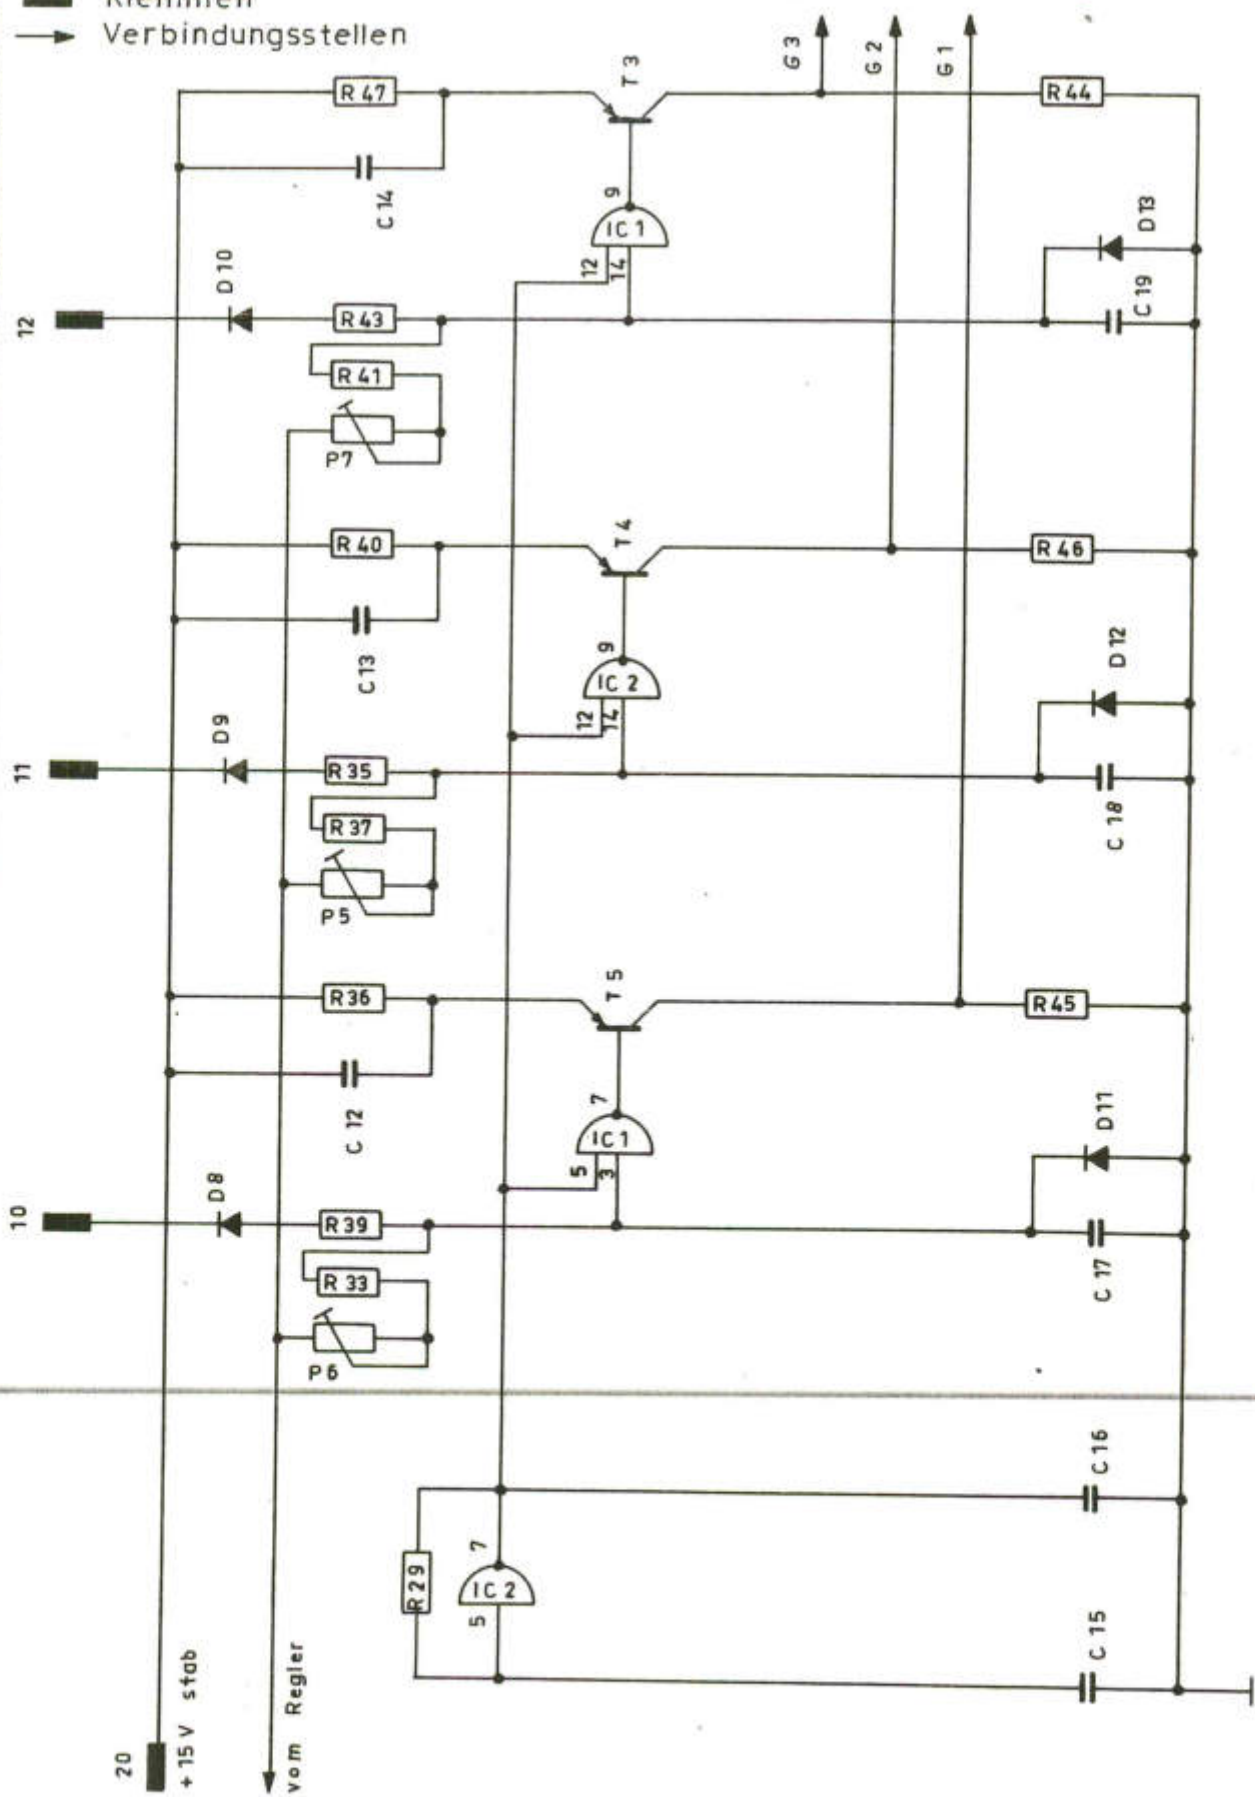 Klemmen
Verbindungsstellen
R 47
C 14
T 3
G 3
G 2
G 1
R 44
12
D 10
R 43
R 41
P7
9
IC 1
12
14
D 13
C 19
R 40
C 13
T 4
R 46
11
D 9
R 35
R 37
P 5
9
IC 2
12
14
D 12
C 18
R 36
C 12
T 5
R 45
10
D 8
R 39
R 33
P 6
7
IC 1
5
3
D 11
C 17
R 29
7
IC 2
5
C 16
C 15
20
+ 15 V stab
vom Regler